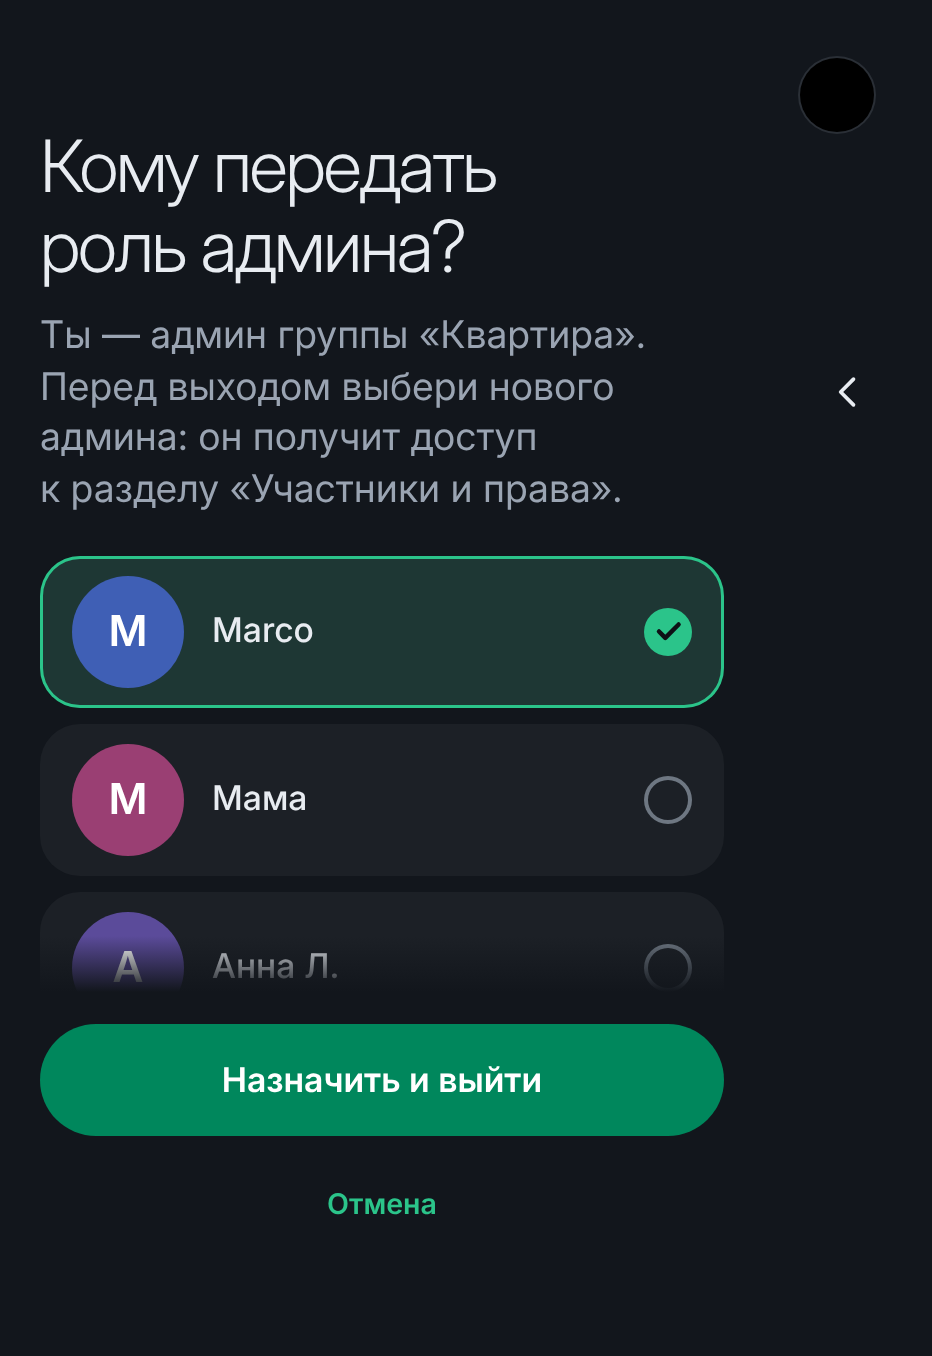 Кому передать
роль админа?
Ты — админ группы «Квартира».
Перед выходом выбери нового
админа: он получит доступ
к разделу «Участники и права».
M Marco
М Мама
А Анна Л.
Назначить и выйти
Отмена